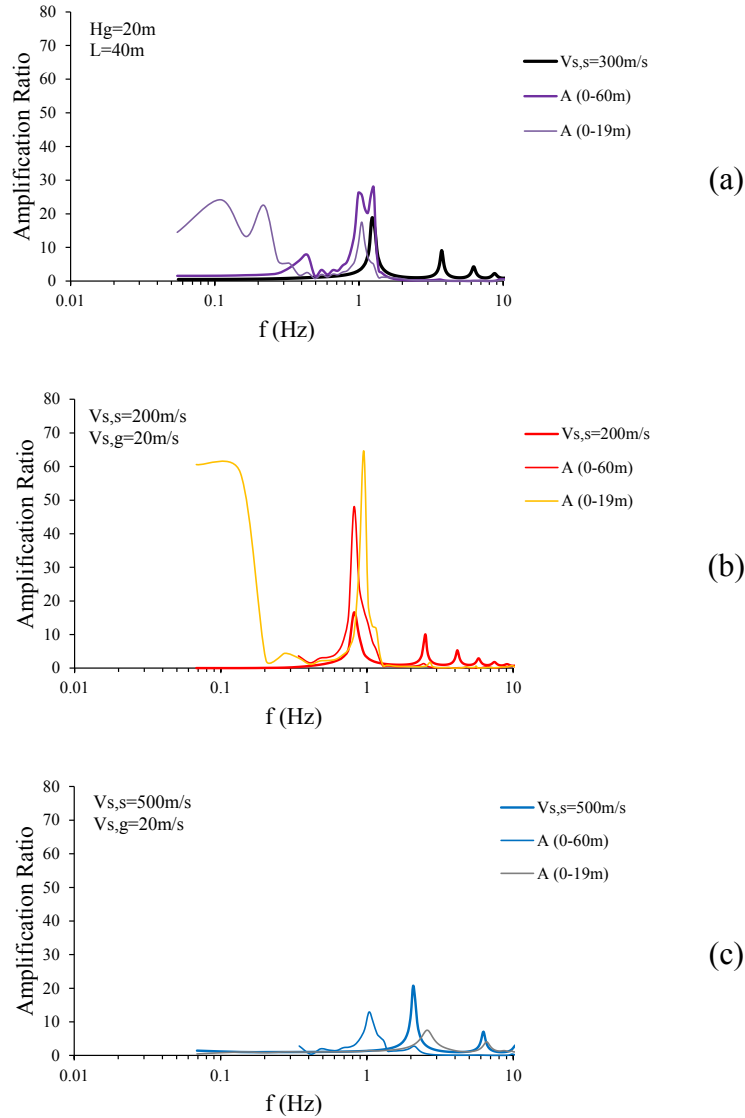 80
70
60
50
40
30
20
10
0
Amplification Ratio
Hg=20m
L=40m
Vs,s=300m/s
A (0-60m)
A (0-19m)
(a)
0.01 0.1 1 10
f (Hz)
80
70
60
50
40
30
20
10
0
Amplification Ratio
Vs,s=200m/s
Vs,g=20m/s
Vs,s=200m/s
A (0-60m)
A (0-19m)
(b)
0.01 0.1 1 10
f (Hz)
80
70
60
50
40
30
20
10
0
Amplification Ratio
Vs,s=500m/s
Vs,g=20m/s
Vs,s=500m/s
A (0-60m)
A (0-19m)
(c)
0.01 0.1 1 10
f (Hz)